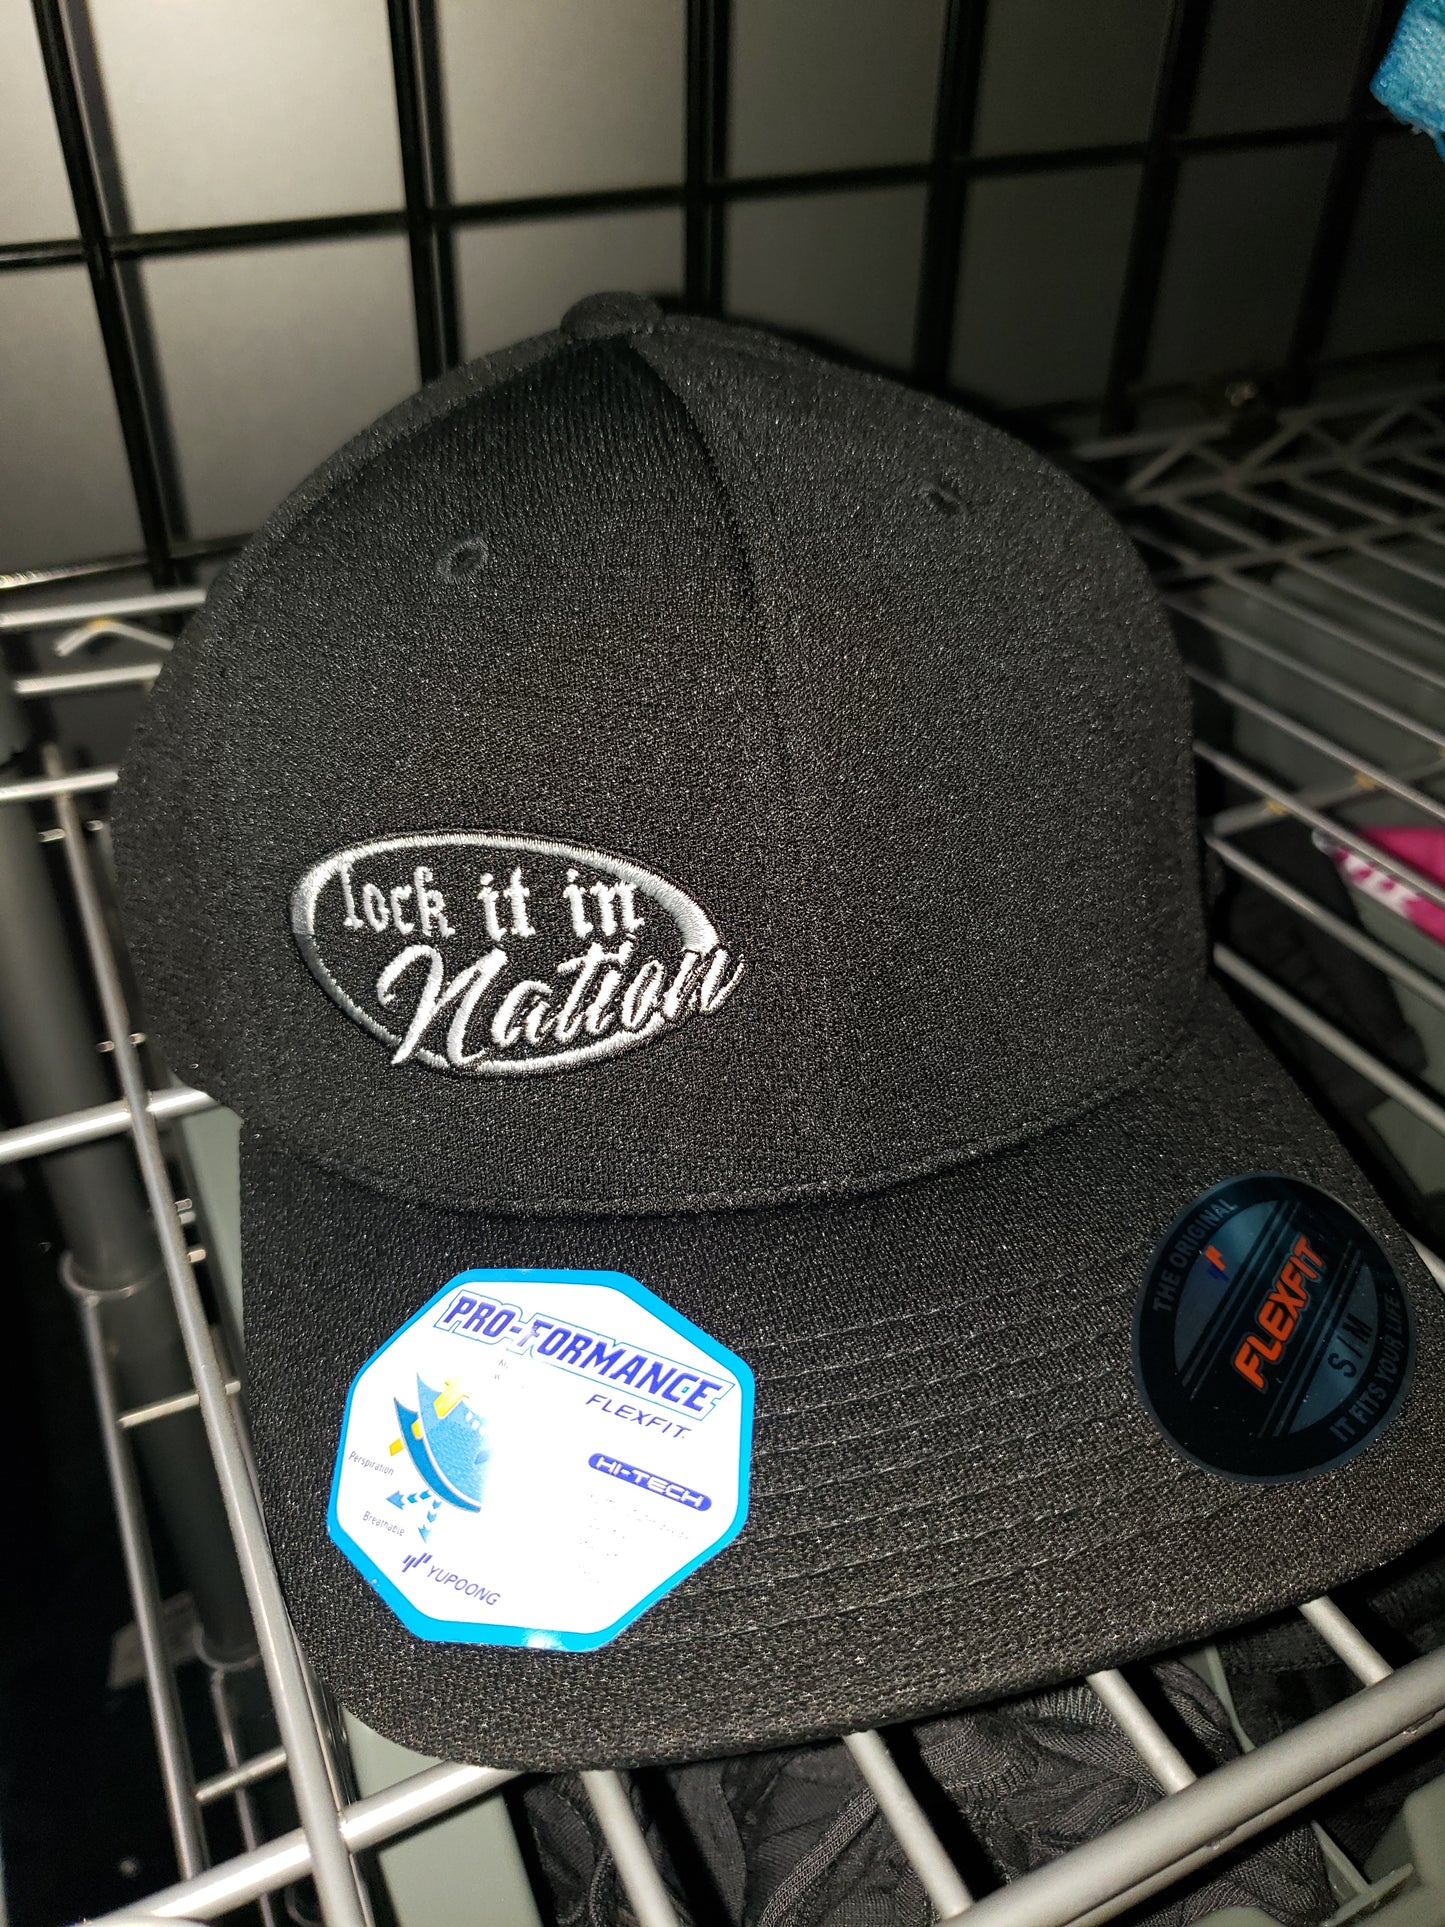 lock it in
Nation
PRO-FORMANCE
FLEXFIT
HI-TECH
Perspiration
Breathable
YUPOONG
THE ORIGINAL
FLEXFIT
S / M
IT FITS YOUR LIFE.